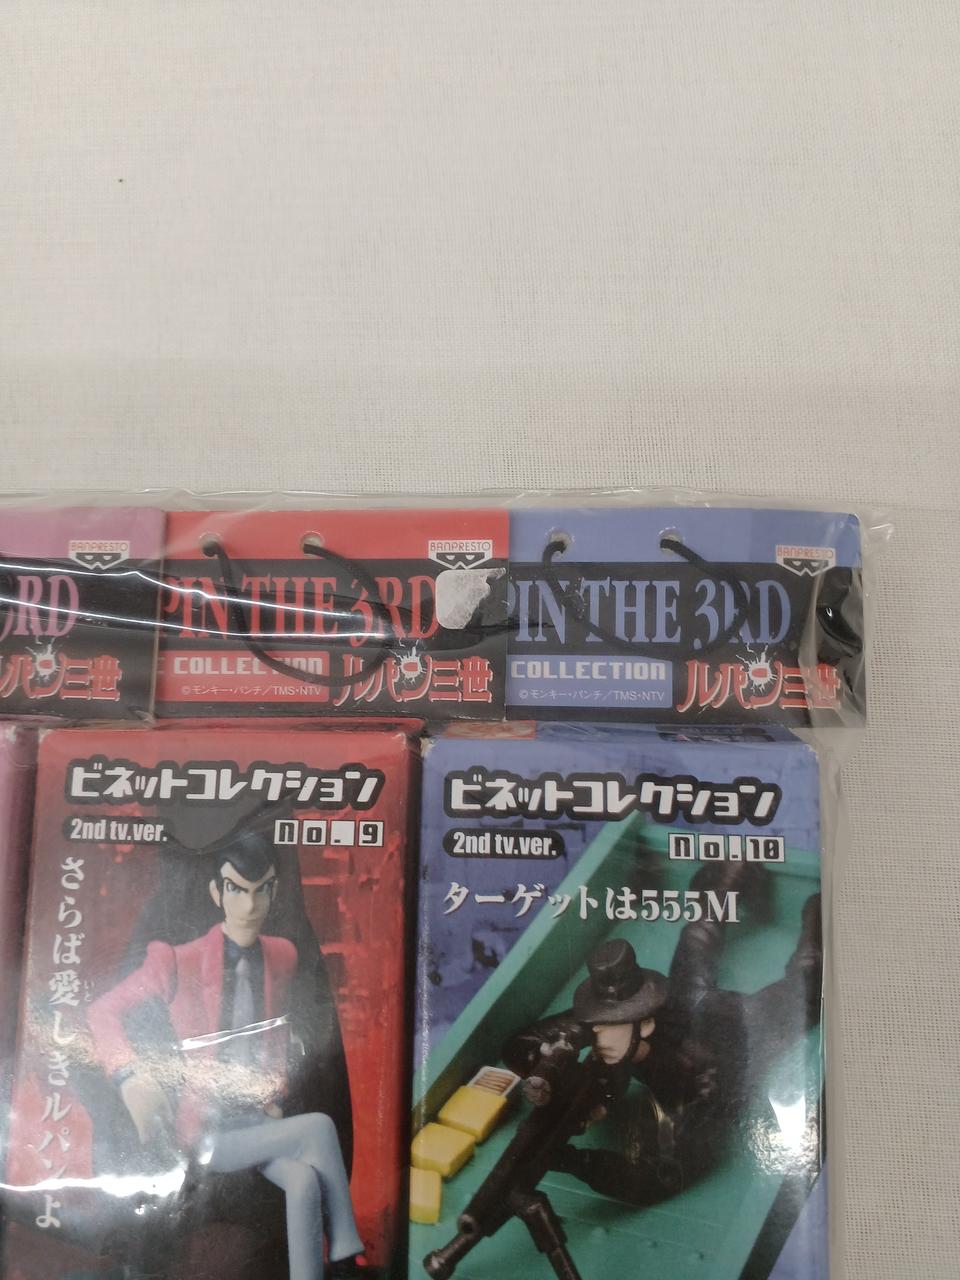 BANPRESTO
3RD
ルパン三世
BANPRESTO
PIN THE 3RD
COLLECTION
©モンキー・パンチ/TMS・NTV
ルパン三世
BANPRESTO
PIN THE 3RD
COLLECTION
©モンキー・パンチ/TMS・NTV
ルパン三世
ビネットコレクション
2nd tv.ver.
no.9
さらば愛しきルパンよ
いと
ビネットコレクション
2nd tv.ver.
no.10
ターゲットは555M